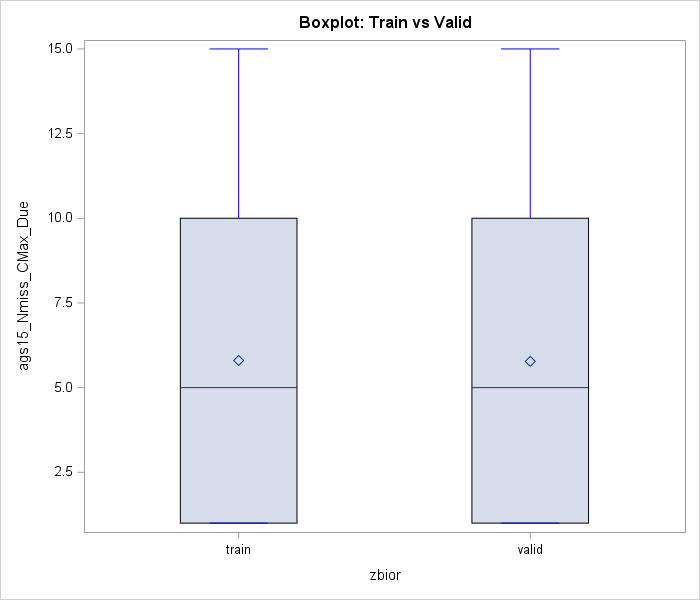 Boxplot: Train vs Valid
ags15_Nmiss_CMax_Due
15.0
12.5
10.0
7.5
5.0
2.5
train
valid
zbior